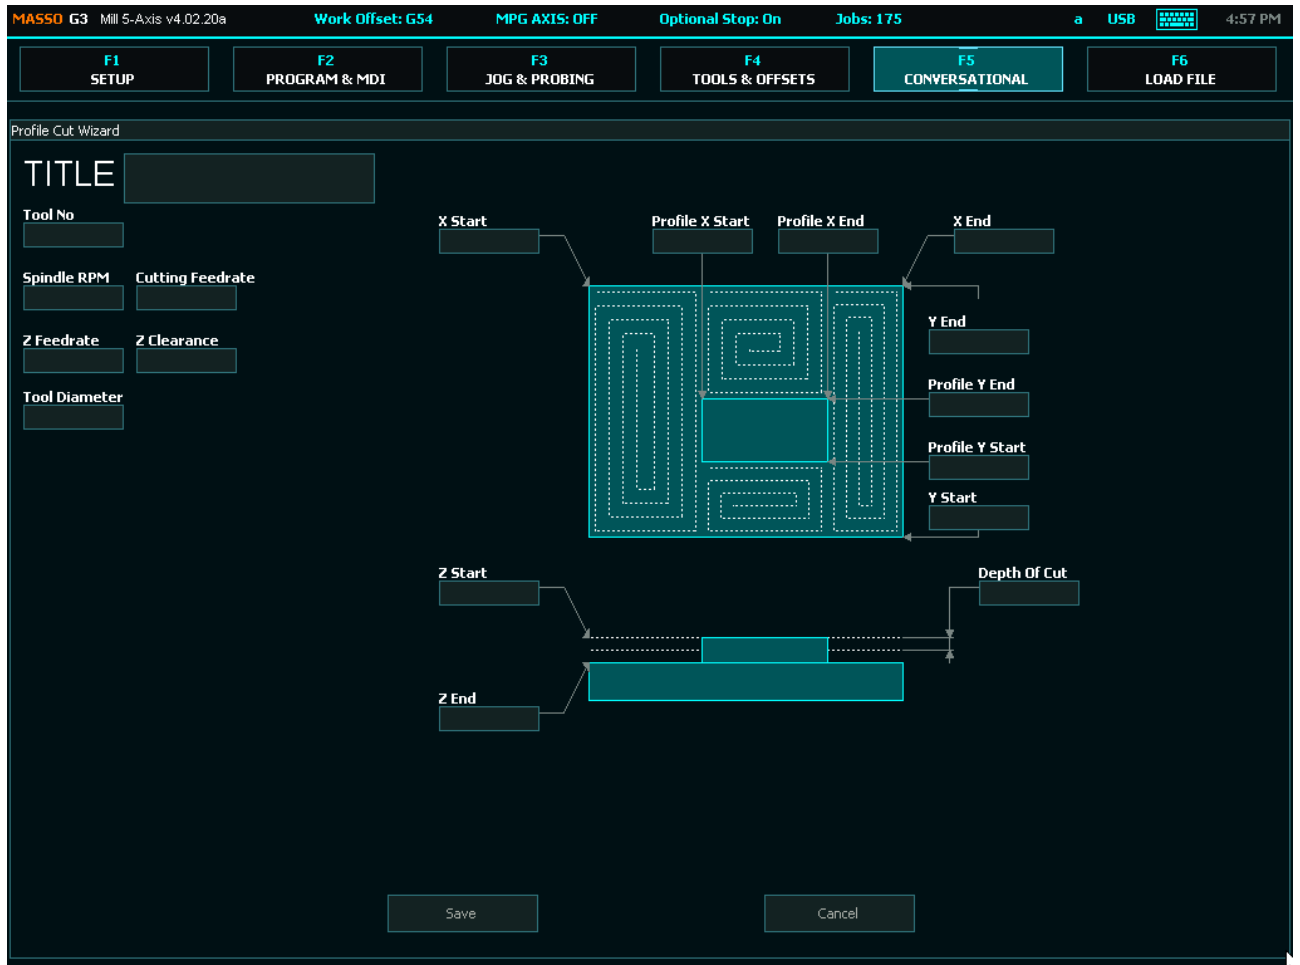 MASSO G3 Mill 5-Axis v4.02.20a Work Offset: G54 MPG AXIS: OFF Optional Stop: On Jobs: 175 a USB 4:57 PM
F1 F2 F3 F4 F5 F6
SETUP PROGRAM & MDI JOG & PROBING TOOLS & OFFSETS CONVERSATIONAL LOAD FILE
Profile Cut Wizard
TITLE
Tool No
X Start Profile X Start Profile X End X End
Spindle RPM Cutting Feedrate
Y End
Z Feedrate Z Clearance
Profile Y End
Tool Diameter
Profile Y Start
Y Start
Z Start Depth Of Cut
Z End
Save Cancel